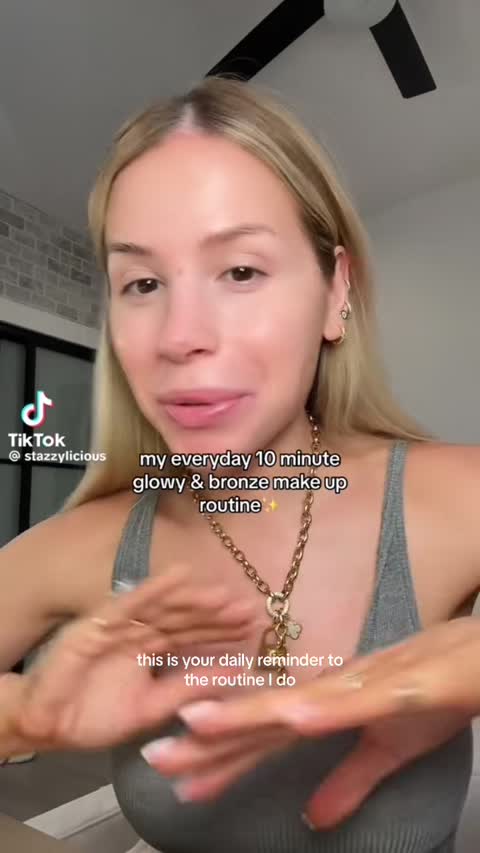 TikTok
@ stazzylicious
my everyday 10 minute
glowy & bronze make up
routine✨
this is your daily reminder to
the routine I do